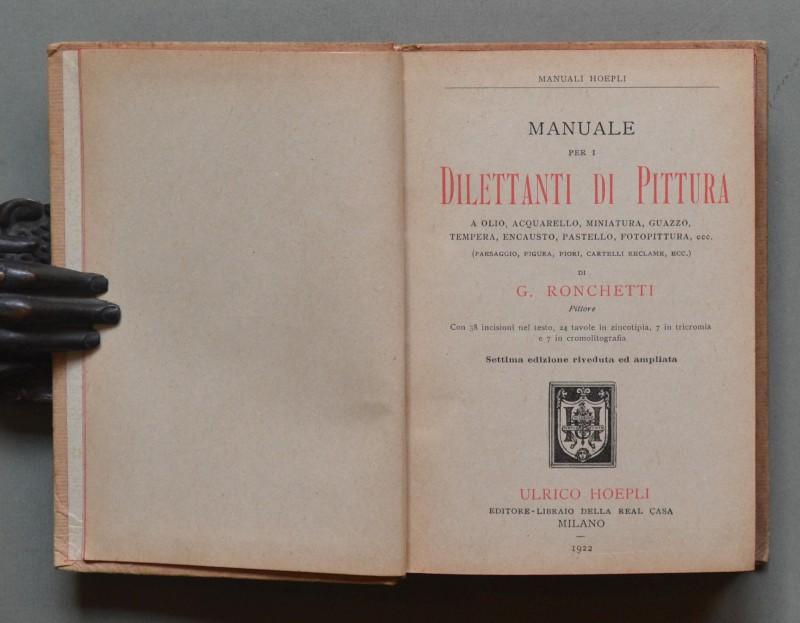 MANUALI HOEPLI
MANUALE
PER I
DILETTANTI DI PITTURA
A OLIO, ACQUARELLO, MINIATURA, GUAZZO,
TEMPERA, ENCAUSTO, PASTELLO, FOTOPITTURA, ecc.
(PAESAGGIO, FIGURA, FIORI, CARTELLI RECLAME, ECC.)
DI
G. RONCHETTI
Pittore
Con 58 incisioni nel testo, 24 tavole in zincotipia, 7 in tricromia
e 7 in cromolitografia
Settima edizione riveduta ed ampliata
ULRICO HOEPLI
EDITORE-LIBRAIO DELLA REAL CASA
MILANO
1922